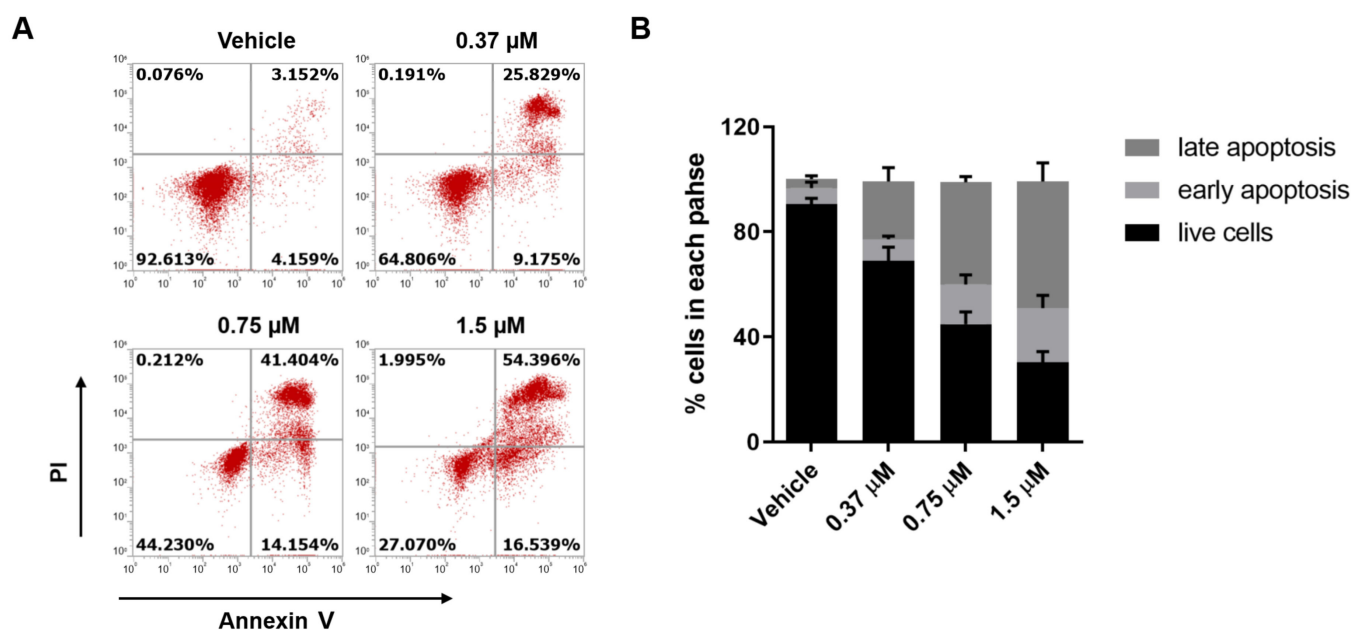 A
Vehicle
0.37 µM
0.076%
3.152%
92.613%
4.159%
0.191%
25.829%
64.806%
9.175%
0.75 µM
1.5 µM
0.212%
41.404%
44.230%
14.154%
1.995%
54.396%
27.070%
16.539%
PI
Annexin V
B
% cells in each pahse
120
80
40
0
Vehicle
0.37 µM
0.75 µM
1.5 µM
late apoptosis
early apoptosis
live cells